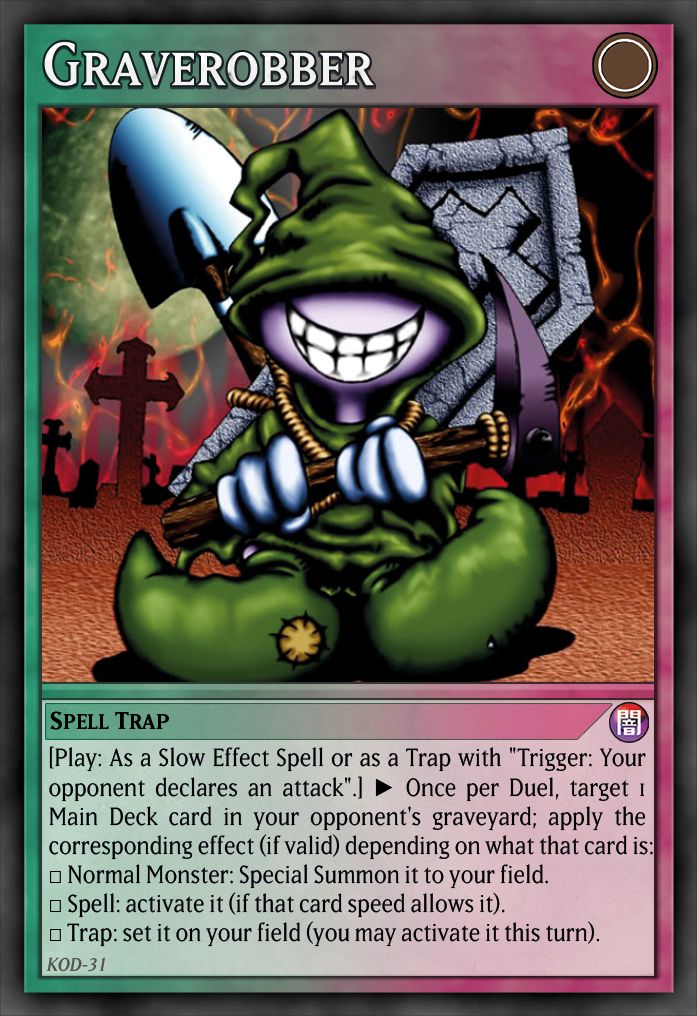 Graverobber
Spell Trap
闇
[Play: As a Slow Effect Spell or as a Trap with "Trigger: Your
opponent declares an attack".] ► Once per Duel, target 1
Main Deck card in your opponent's graveyard; apply the
corresponding effect (if valid) depending on what that card is:
□ Normal Monster: Special Summon it to your field.
□ Spell: activate it (if that card speed allows it).
□ Trap: set it on your field (you may activate it this turn).
KOD-31